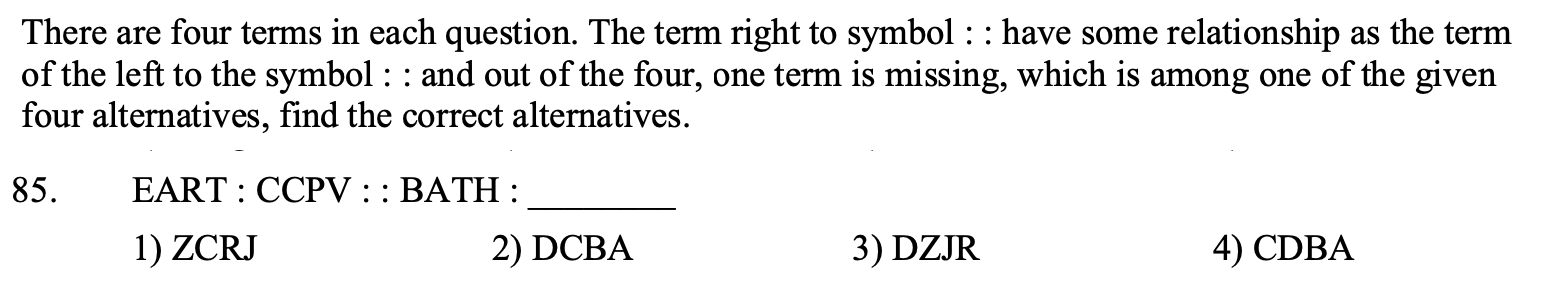 There are four terms in each question. The term right to symbol : : have some relationship as the term
of the left to the symbol : : and out of the four, one term is missing, which is among one of the given
four alternatives, find the correct alternatives.
85. EART : CCPV : : BATH : ________
1) ZCRJ 2) DCBA 3) DZJR 4) CDBA